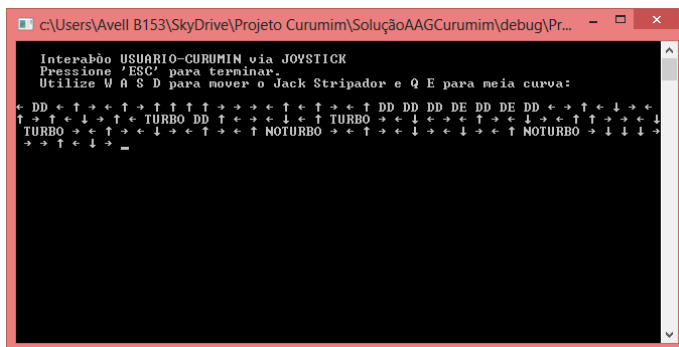 c:\Users\Avell B153\SkyDrive\Projeto Curumim\SoluçãoAAGCurumim\debug\Pr...
InteraÞòo USUARIO-CURUMIN via JOYSTICK
Pressione 'ESC' para terminar.
Utilize W A S D para mover o Jack Stripador e Q E para meia curva:
← DD ← ↑ → ← ↑ → ↑ ↑ ↑ ↑ → → → ← ↑ ← ↑ → ← ↑ DD DD DD DE DD DE DD ← → ↑ ← ↓ → ←
↑ → ↑ ← ↓ → ↑ ← TURBO DD ↑ ← → ← ↓ ← ↑ TURBO → ← ↓ ← → ← ↑ → ← ↓ → ← ↑ ↑ → → ← ↓
TURBO → ← ↑ → ← ↓ → ← ↑ → ← ↑ NOTURBO → ← ↑ → ← ↓ ← → ← ↓ → ← ↑ NOTURBO → ↓ ↓ ↓ →
→ → ↑ ← ↓ → _